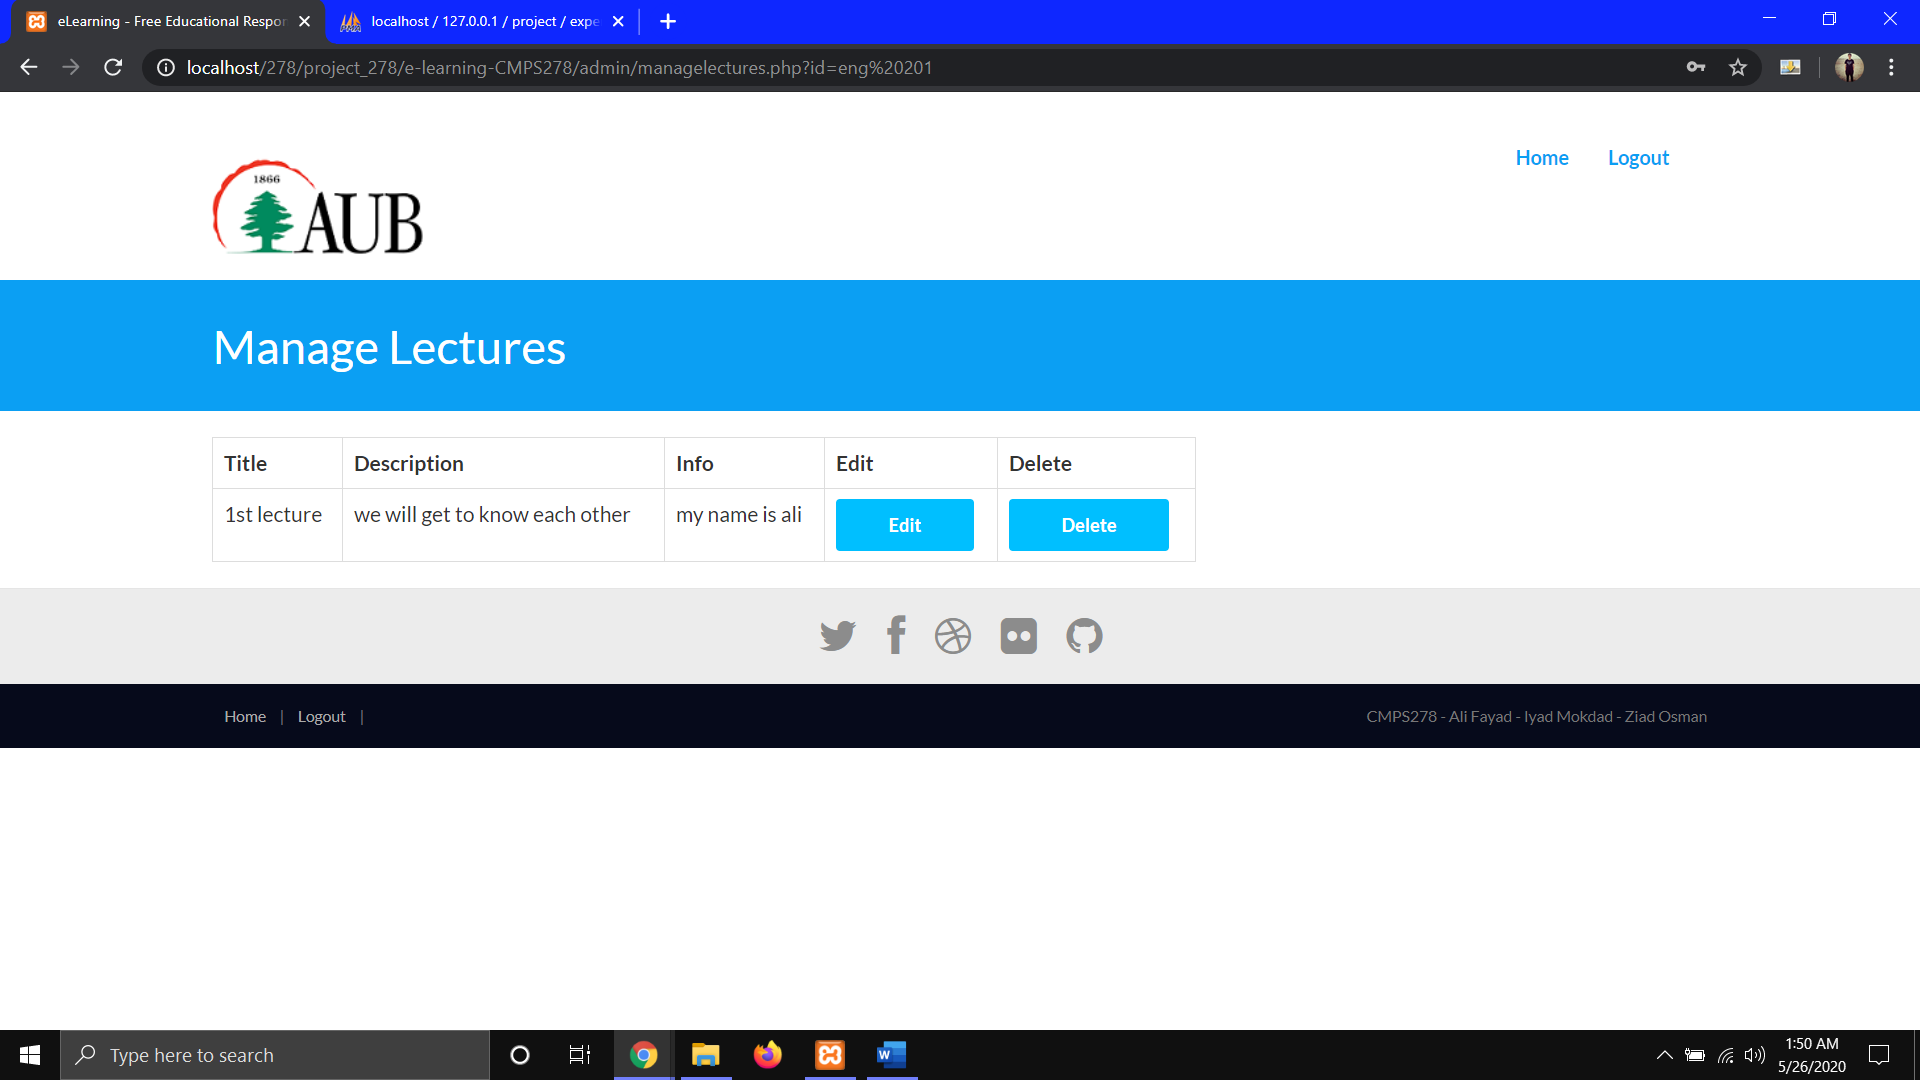 eLearning - Free Educational Respor
localhost / 127.0.0.1 / project / expe
localhost/278/project_278/e-learning-CMPS278/admin/managelectures.php?id=eng%20201
Home Logout
1866
AUB
Manage Lectures
Title Description Info Edit Delete
1st lecture we will get to know each other my name is ali Edit Delete
Home | Logout |
CMPS278 - Ali Fayad - Iyad Mokdad - Ziad Osman
Type here to search
1:50 AM
5/26/2020